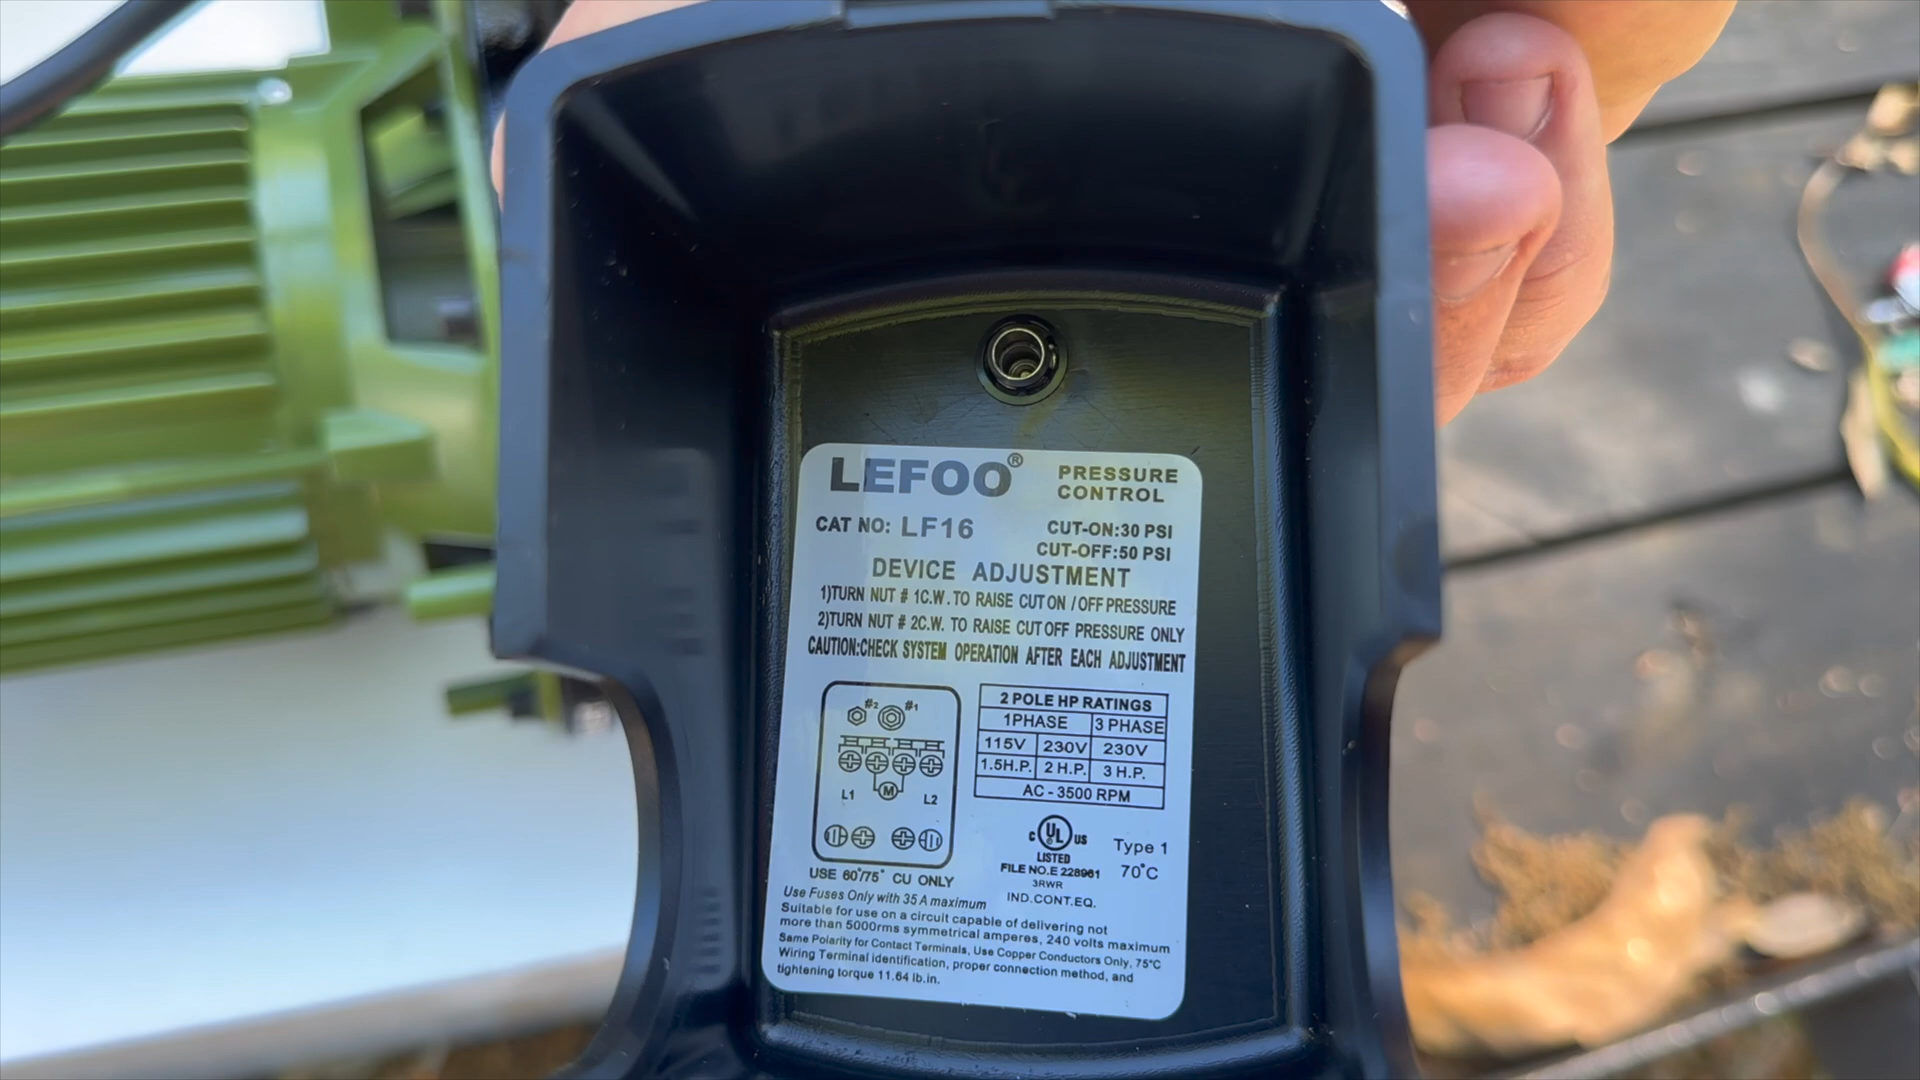 LEFOO® PRESSURE CONTROL
CAT NO: LF16
CUT-ON:30 PSI
CUT-OFF:50 PSI
DEVICE ADJUSTMENT
1)TURN NUT # 1C.W. TO RAISE CUT ON / OFF PRESSURE
2)TURN NUT # 2C.W. TO RAISE CUT OFF PRESSURE ONLY
CAUTION:CHECK SYSTEM OPERATION AFTER EACH ADJUSTMENT
#2 #1
M
L1 L2
USE 60°/75° CU ONLY
2 POLE HP RATINGS
1PHASE 3 PHASE
115V 230V 230V
1.5H.P. 2 H.P. 3 H.P.
AC - 3500 RPM
C UL US
LISTED
FILE NO.E 228961
3RWR
IND.CONT.EQ.
Type 1
70°C
Use Fuses Only with 35 A maximum
Suitable for use on a circuit capable of delivering not
more than 5000rms symmetrical amperes, 240 volts maximum
Same Polarity for Contact Terminals, Use Copper Conductors Only, 75°C
Wiring Terminal identification, proper connection method, and
tightening torque 11.64 lb.in.